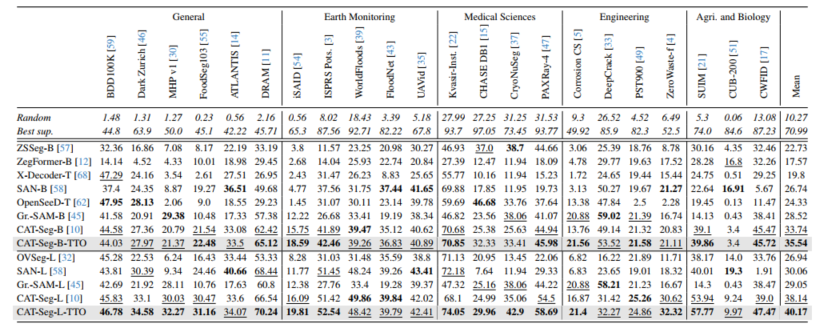 General Earth Monitoring Medical Sciences Engineering Agri. and Biology
BDD100K [59] Dark Zurich [46] MHP v1 [30] FoodSeg103 [55] ATLANTIS [14] DRAM [11] iSAID [54] ISPRS Pots. [3] WorldFloods [39] FloodNet [43] UAVid [35] Kvasir-Inst. [22] CHASE DB1 [15] CryoNuSeg [37] PAXRay-4 [47] Corrosion CS [5] DeepCrack [33] PST900 [49] ZeroWaste-f [4] SUIM [21] CUB-200 [51] CWFID [17] Mean
Random 1.48 1.31 1.27 0.23 0.56 2.16 0.56 8.02 18.43 3.39 5.18 27.99 27.25 31.25 31.53 9.3 26.52 4.52 6.49 5.3 0.06 13.08 10.27
Best sup. 44.8 63.9 50.0 45.1 42.22 45.71 65.3 87.56 92.71 82.22 67.8 93.7 97.05 73.45 93.77 49.92 85.9 82.3 52.5 74.0 84.6 87.23 70.99
ZSSeg-B [57] 32.36 16.86 7.08 8.17 22.19 33.19 3.8 11.57 23.25 20.98 30.27 46.93 37.0 38.7 44.66 3.06 25.39 18.76 8.78 30.16 4.35 32.46 22.73
ZegFormer-B [12] 14.14 4.52 4.33 10.01 18.98 29.45 2.68 14.04 25.93 22.74 20.84 27.39 12.47 11.94 18.09 4.78 29.77 19.63 17.52 28.28 16.8 32.26 17.57
X-Decoder-T [68] 47.29 24.16 3.54 2.61 27.51 26.95 2.43 31.47 26.23 8.83 25.65 55.77 10.16 11.94 15.23 1.72 24.65 19.44 15.44 24.75 0.51 29.25 19.8
SAN-B [58] 37.4 24.35 8.87 19.27 36.51 49.68 4.77 37.56 31.75 37.44 41.65 69.88 17.85 11.95 19.73 3.13 50.27 19.67 21.27 22.64 16.91 5.67 26.74
OpenSeeD-T [62] 47.95 28.13 2.06 9.0 18.55 29.23 1.45 31.07 30.11 23.14 39.78 59.69 46.68 33.76 37.64 13.38 47.84 2.5 2.28 19.45 0.13 11.47 24.33
Gr.-SAM-B [45] 41.58 20.91 29.38 10.48 17.33 57.38 12.22 26.68 33.41 19.19 38.34 46.82 23.56 38.06 41.07 20.88 59.02 21.39 16.74 14.13 0.43 38.41 28.52
CAT-Seg-B [10] 44.58 27.36 20.79 21.54 33.08 62.42 15.75 41.89 39.47 35.12 40.62 70.68 25.38 25.63 44.94 13.76 49.14 21.32 20.83 39.1 3.4 45.47 33.74
CAT-Seg-B-TTO 44.03 27.97 21.37 22.48 33.5 65.12 18.59 42.46 39.26 36.83 40.89 70.85 32.33 33.41 45.98 21.56 53.52 21.58 21.11 39.86 3.4 45.72 35.54
OVSeg-L [32] 45.28 22.53 6.24 16.43 33.44 53.33 8.28 31.03 31.48 35.59 38.8 71.13 20.95 13.45 22.06 6.82 16.22 21.89 11.71 38.17 14.0 33.76 26.94
SAN-L [58] 43.81 30.39 9.34 24.46 40.66 68.44 11.77 51.45 48.24 39.26 43.41 72.18 7.64 11.94 29.33 6.83 23.65 19.01 18.32 40.01 19.3 1.91 30.06
Gr.-SAM-L [45] 42.69 21.92 28.11 10.76 17.63 60.8 12.38 27.76 33.4 19.28 39.37 47.32 25.16 38.06 44.22 20.88 58.21 21.23 16.67 14.3 0.43 38.47 29.05
CAT-Seg-L [10] 45.83 33.1 30.03 30.47 33.6 66.54 16.09 51.42 49.86 39.84 42.02 68.1 24.99 35.06 54.5 16.87 31.42 25.26 30.62 53.94 9.24 39.0 38.14
CAT-Seg-L-TTO 46.78 34.58 32.27 31.16 34.07 70.24 19.81 52.54 48.42 39.79 42.41 74.05 29.96 42.9 58.69 21.4 32.27 24.86 32.32 57.77 9.97 47.47 40.17